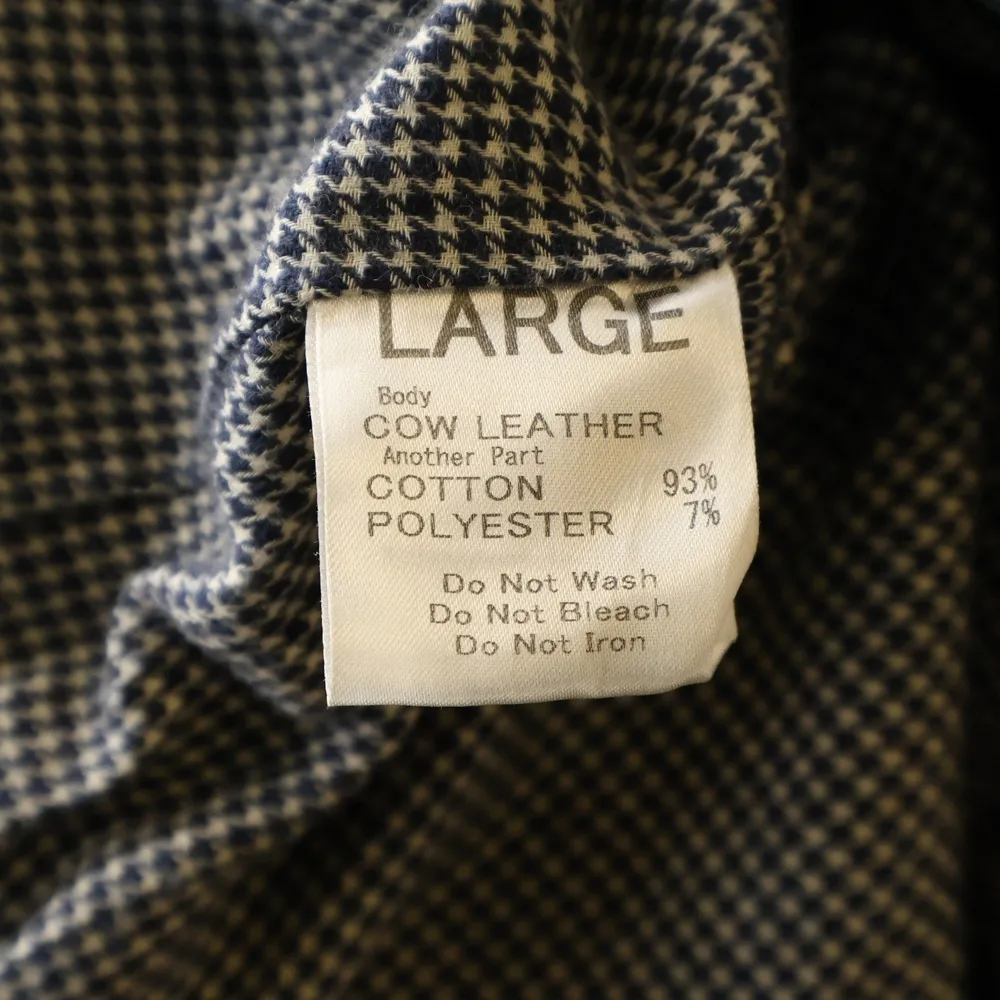 LARGE
Body
COW LEATHER
Another Part
COTTON 93%
POLYESTER 7%
Do Not Wash
Do Not Bleach
Do Not Iron